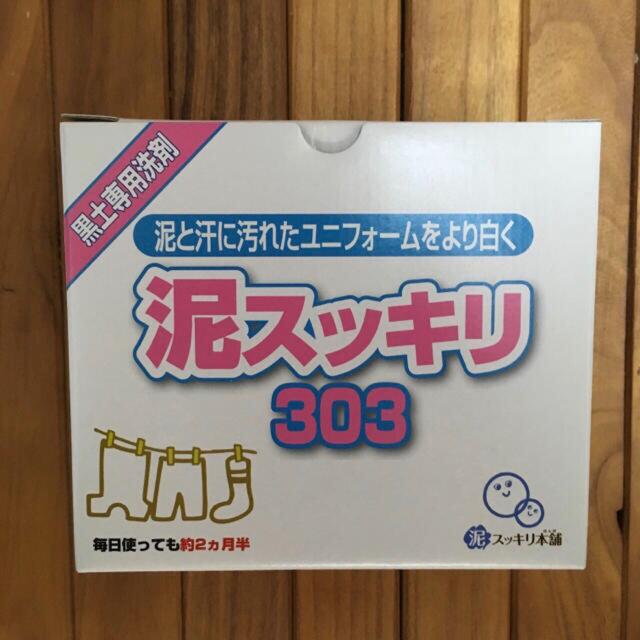 黒土専用洗剤
泥と汗に汚れたユニフォームをより白く
泥スッキリ
303
毎日使っても約2ヵ月半
泥スッキリ本舗